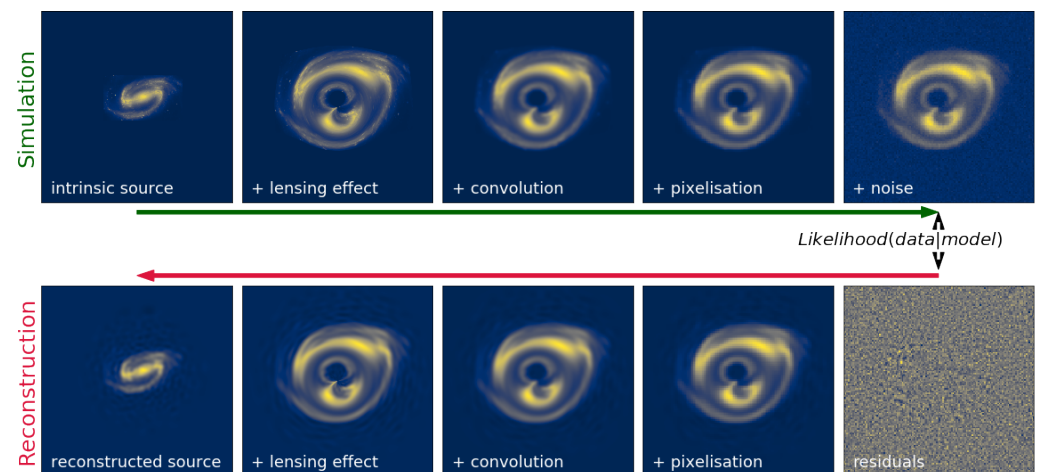 Simulation
intrinsic source
+ lensing effect
+ convolution
+ pixelisation
+ noise
Likelihood(data|model)
Reconstruction
reconstructed source
+ lensing effect
+ convolution
+ pixelisation
residuals